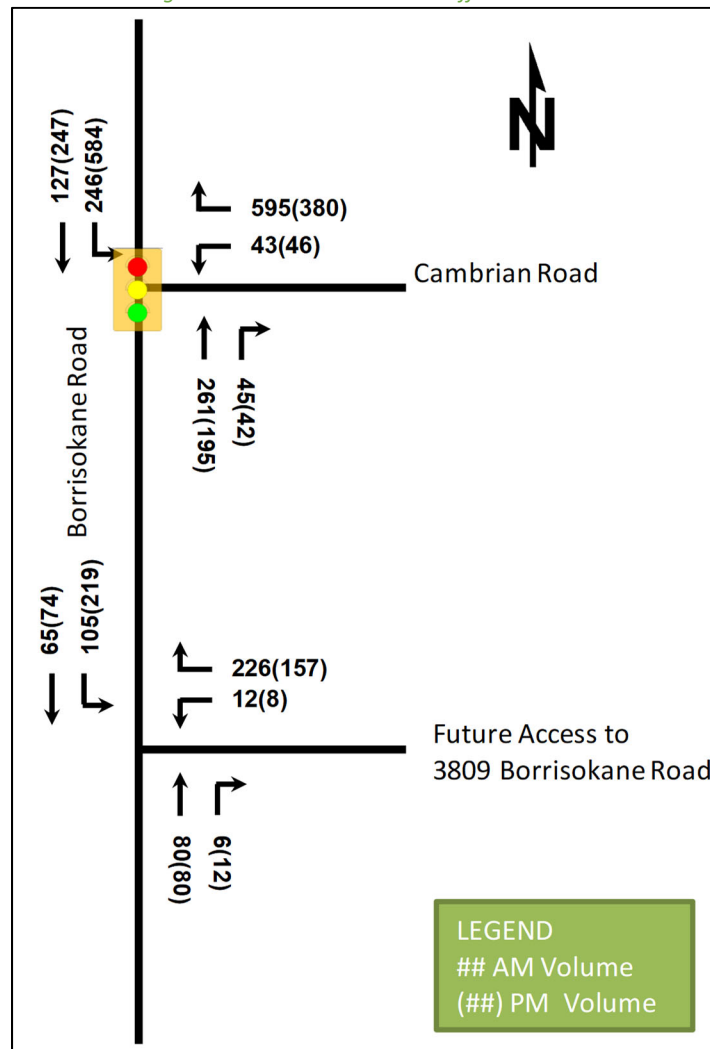 127(247)
246(584)
N
595(380)
43(46)
Cambrian Road
261(195)
45(42)
Borrisokane Road
65(74)
105(219)
226(157)
12(8)
Future Access to
3809 Borrisokane Road
80(80)
6(12)
LEGEND
## AM Volume
(##) PM Volume